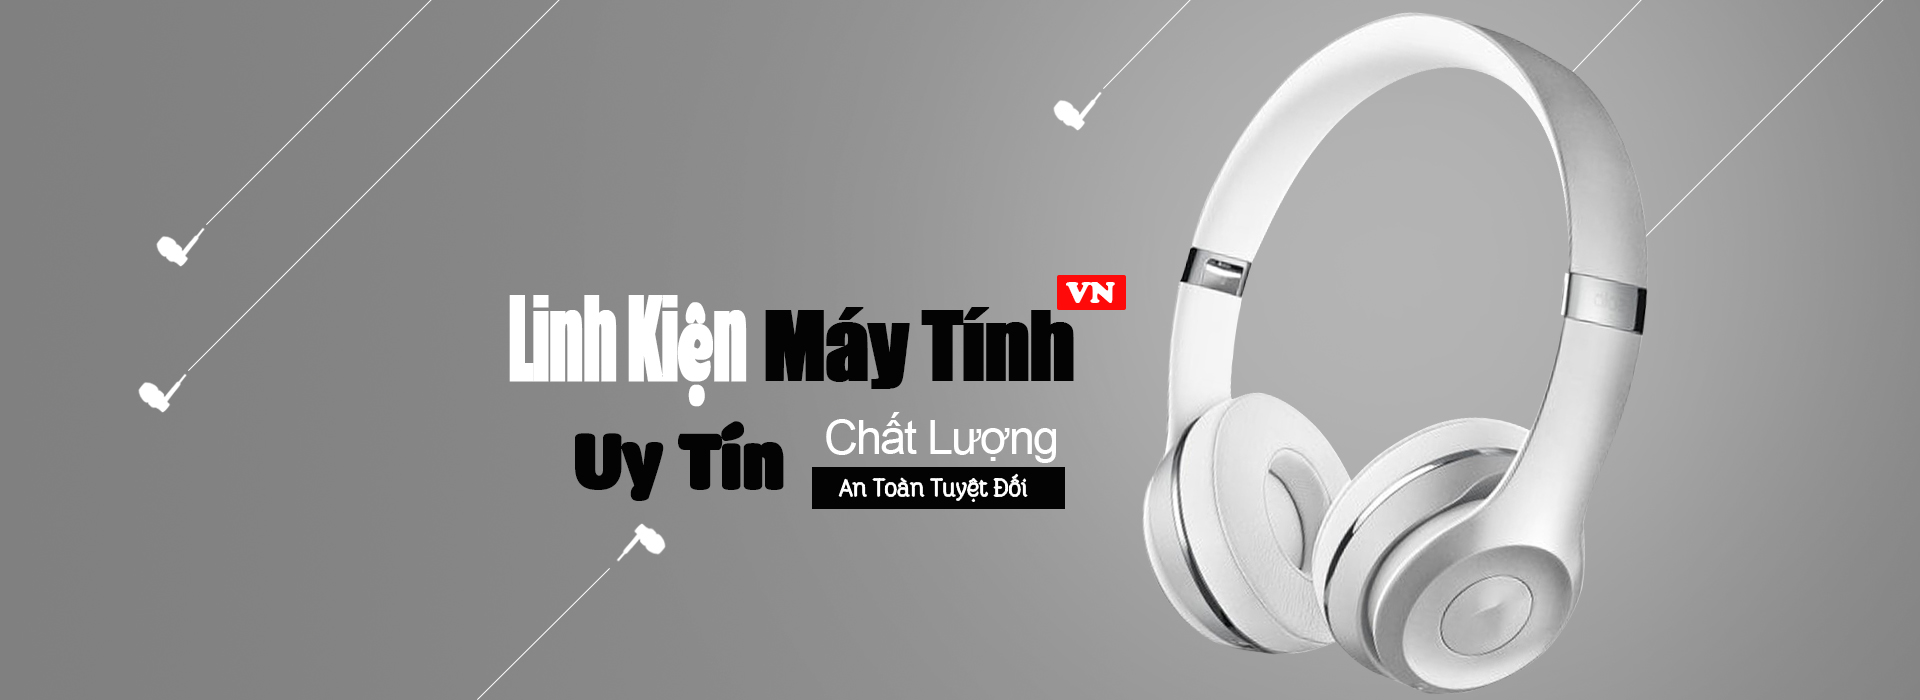 Linh Kiện Máy Tính VN
Uy Tín Chất Lượng
An Toàn Tuyệt Đối